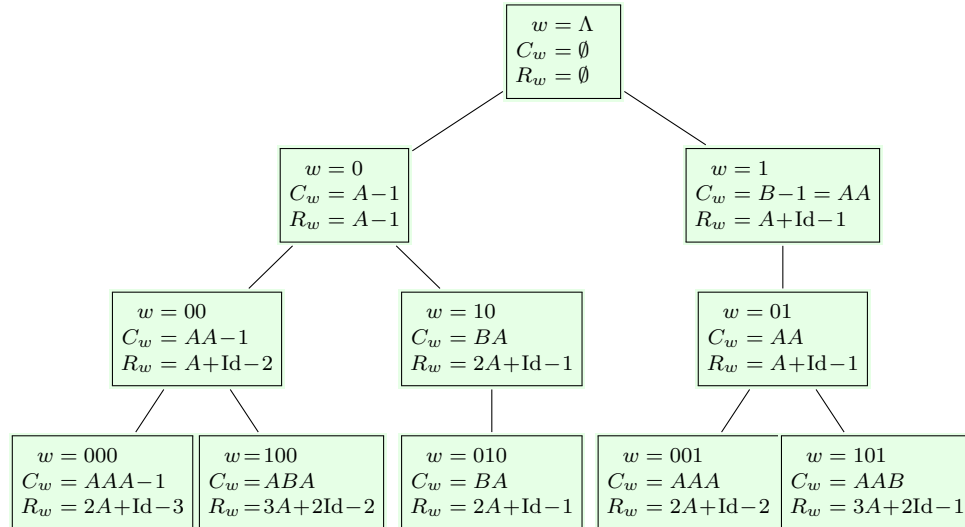 w = Λ
C_w = ∅
R_w = ∅
w = 0
C_w = A−1
R_w = A−1
w = 1
C_w = B−1 = AA
R_w = A+Id−1
w = 00
C_w = AA−1
R_w = A+Id−2
w = 10
C_w = BA
R_w = 2A+Id−1
w = 01
C_w = AA
R_w = A+Id−1
w = 000
C_w = AAA−1
R_w = 2A+Id−3
w = 100
C_w = ABA
R_w = 3A+2Id−2
w = 010
C_w = BA
R_w = 2A+Id−1
w = 001
C_w = AAA
R_w = 2A+Id−2
w = 101
C_w = AAB
R_w = 3A+2Id−1